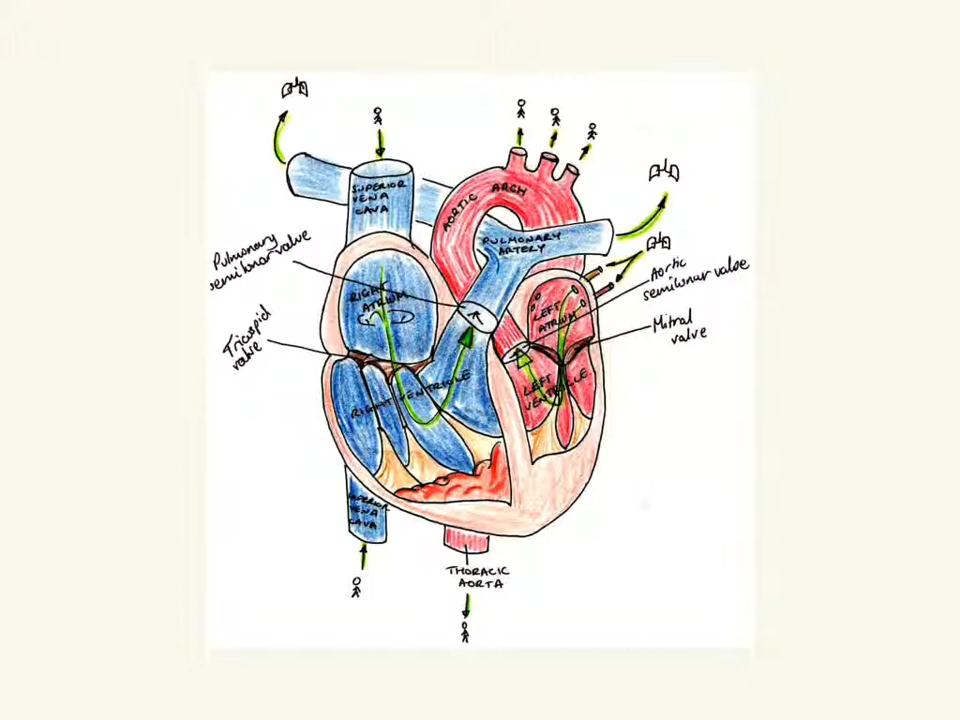 SUPERIOR
VENA
CAVA
AORTIC ARCH
PULMONARY
ARTERY
Pulmonary
semilunar valve
Aortic
semilunar valve
RIGHT
ATRIUM
LEFT
ATRIUM
Mitral
valve
Tricuspid
valve
RIGHT VENTRICLE
LEFT
VENTRICLE
VENA
CAVA
THORACIC
AORTA